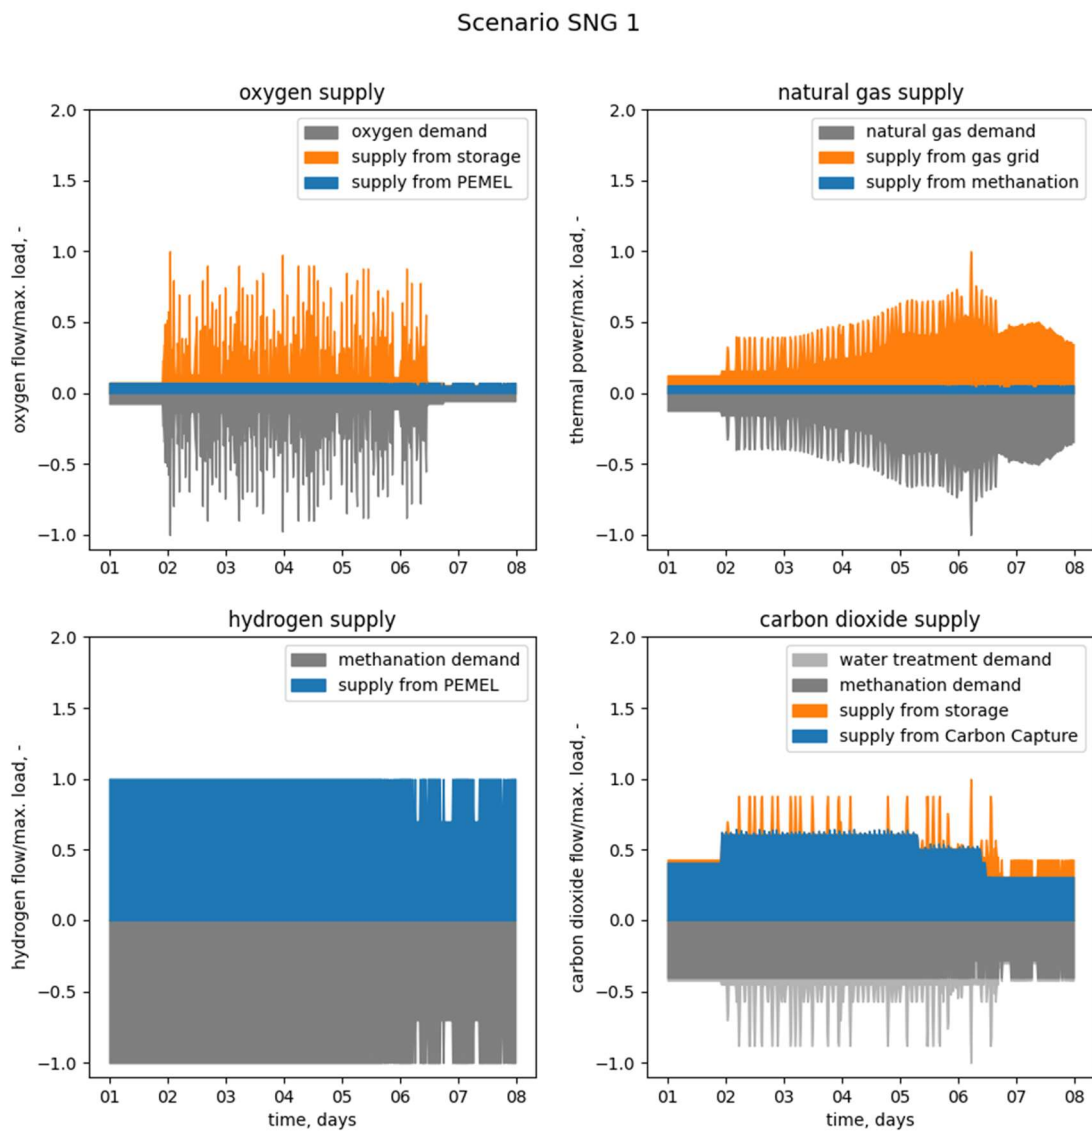 Scenario SNG 1
oxygen supply
oxygen flow/max. load, -
2.0
1.5
1.0
0.5
0.0
−0.5
−1.0
oxygen demand
supply from storage
supply from PEMEL
01 02 03 04 05 06 07 08
natural gas supply
thermal power/max. load, -
2.0
1.5
1.0
0.5
0.0
−0.5
−1.0
natural gas demand
supply from gas grid
supply from methanation
01 02 03 04 05 06 07 08
hydrogen supply
hydrogen flow/max. load, -
2.0
1.5
1.0
0.5
0.0
−0.5
−1.0
methanation demand
supply from PEMEL
01 02 03 04 05 06 07 08
time, days
carbon dioxide supply
carbon dioxide flow/max. load, -
2.0
1.5
1.0
0.5
0.0
−0.5
−1.0
water treatment demand
methanation demand
supply from storage
supply from Carbon Capture
01 02 03 04 05 06 07 08
time, days